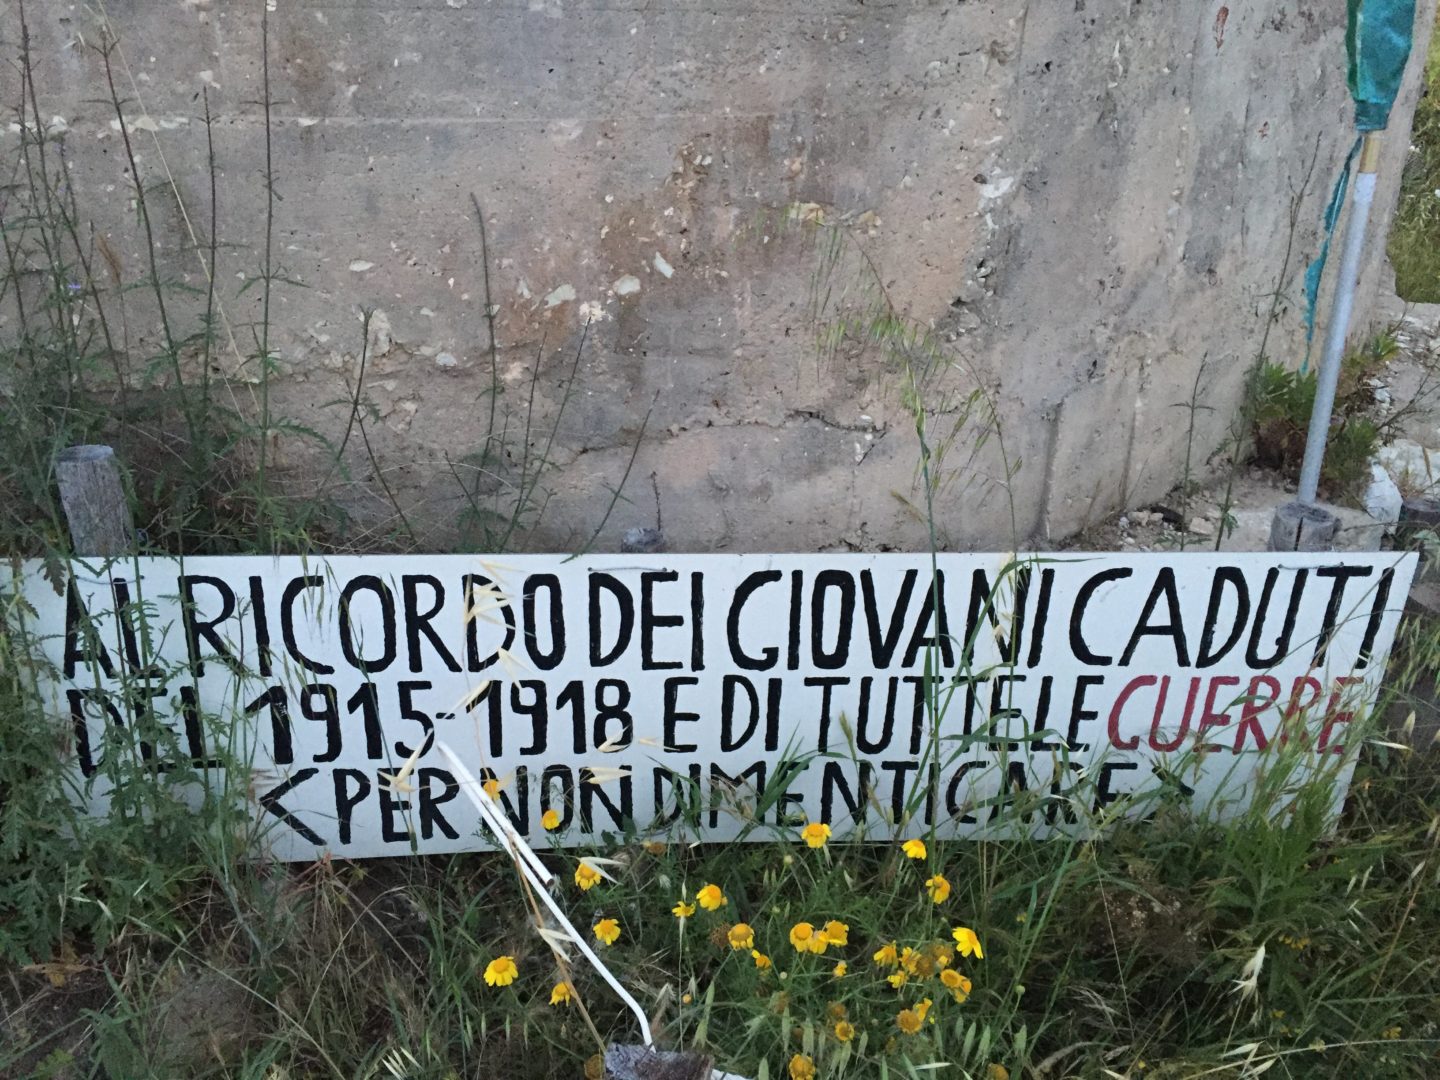 AL RICORDO DEI GIOVANI CADUTI
DEL 1915-1918 E DI TUTTE LE GUERRE
<PER NON DIMENTICARE>